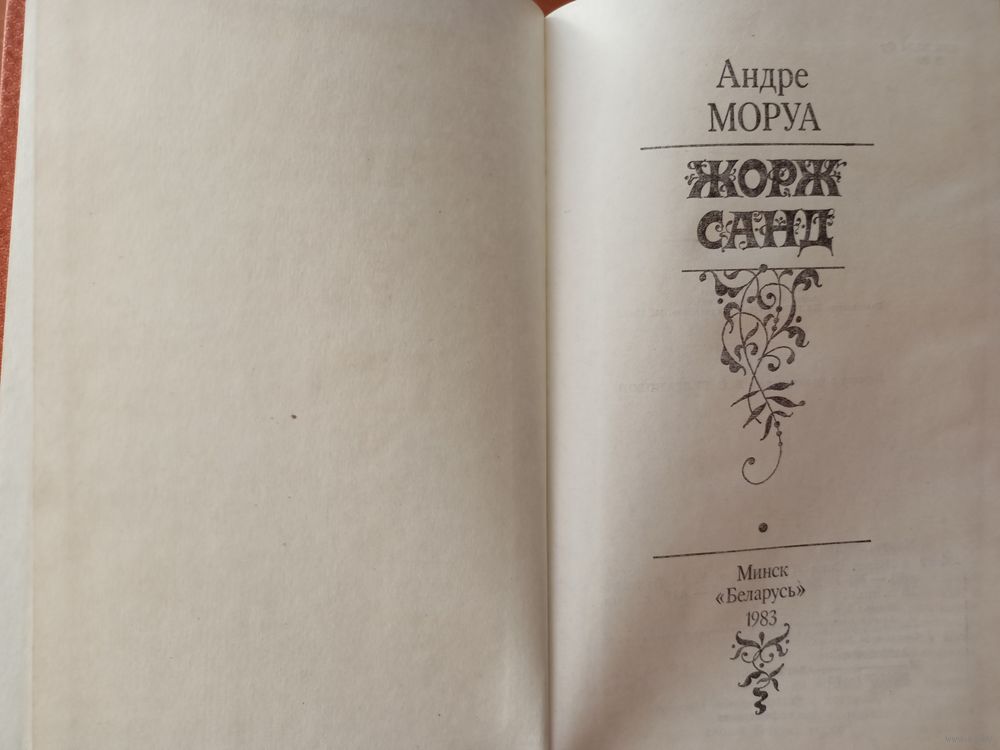 Андре
МОРУА
ЖОРЖ
САНД
Минск
«Беларусь»
1983